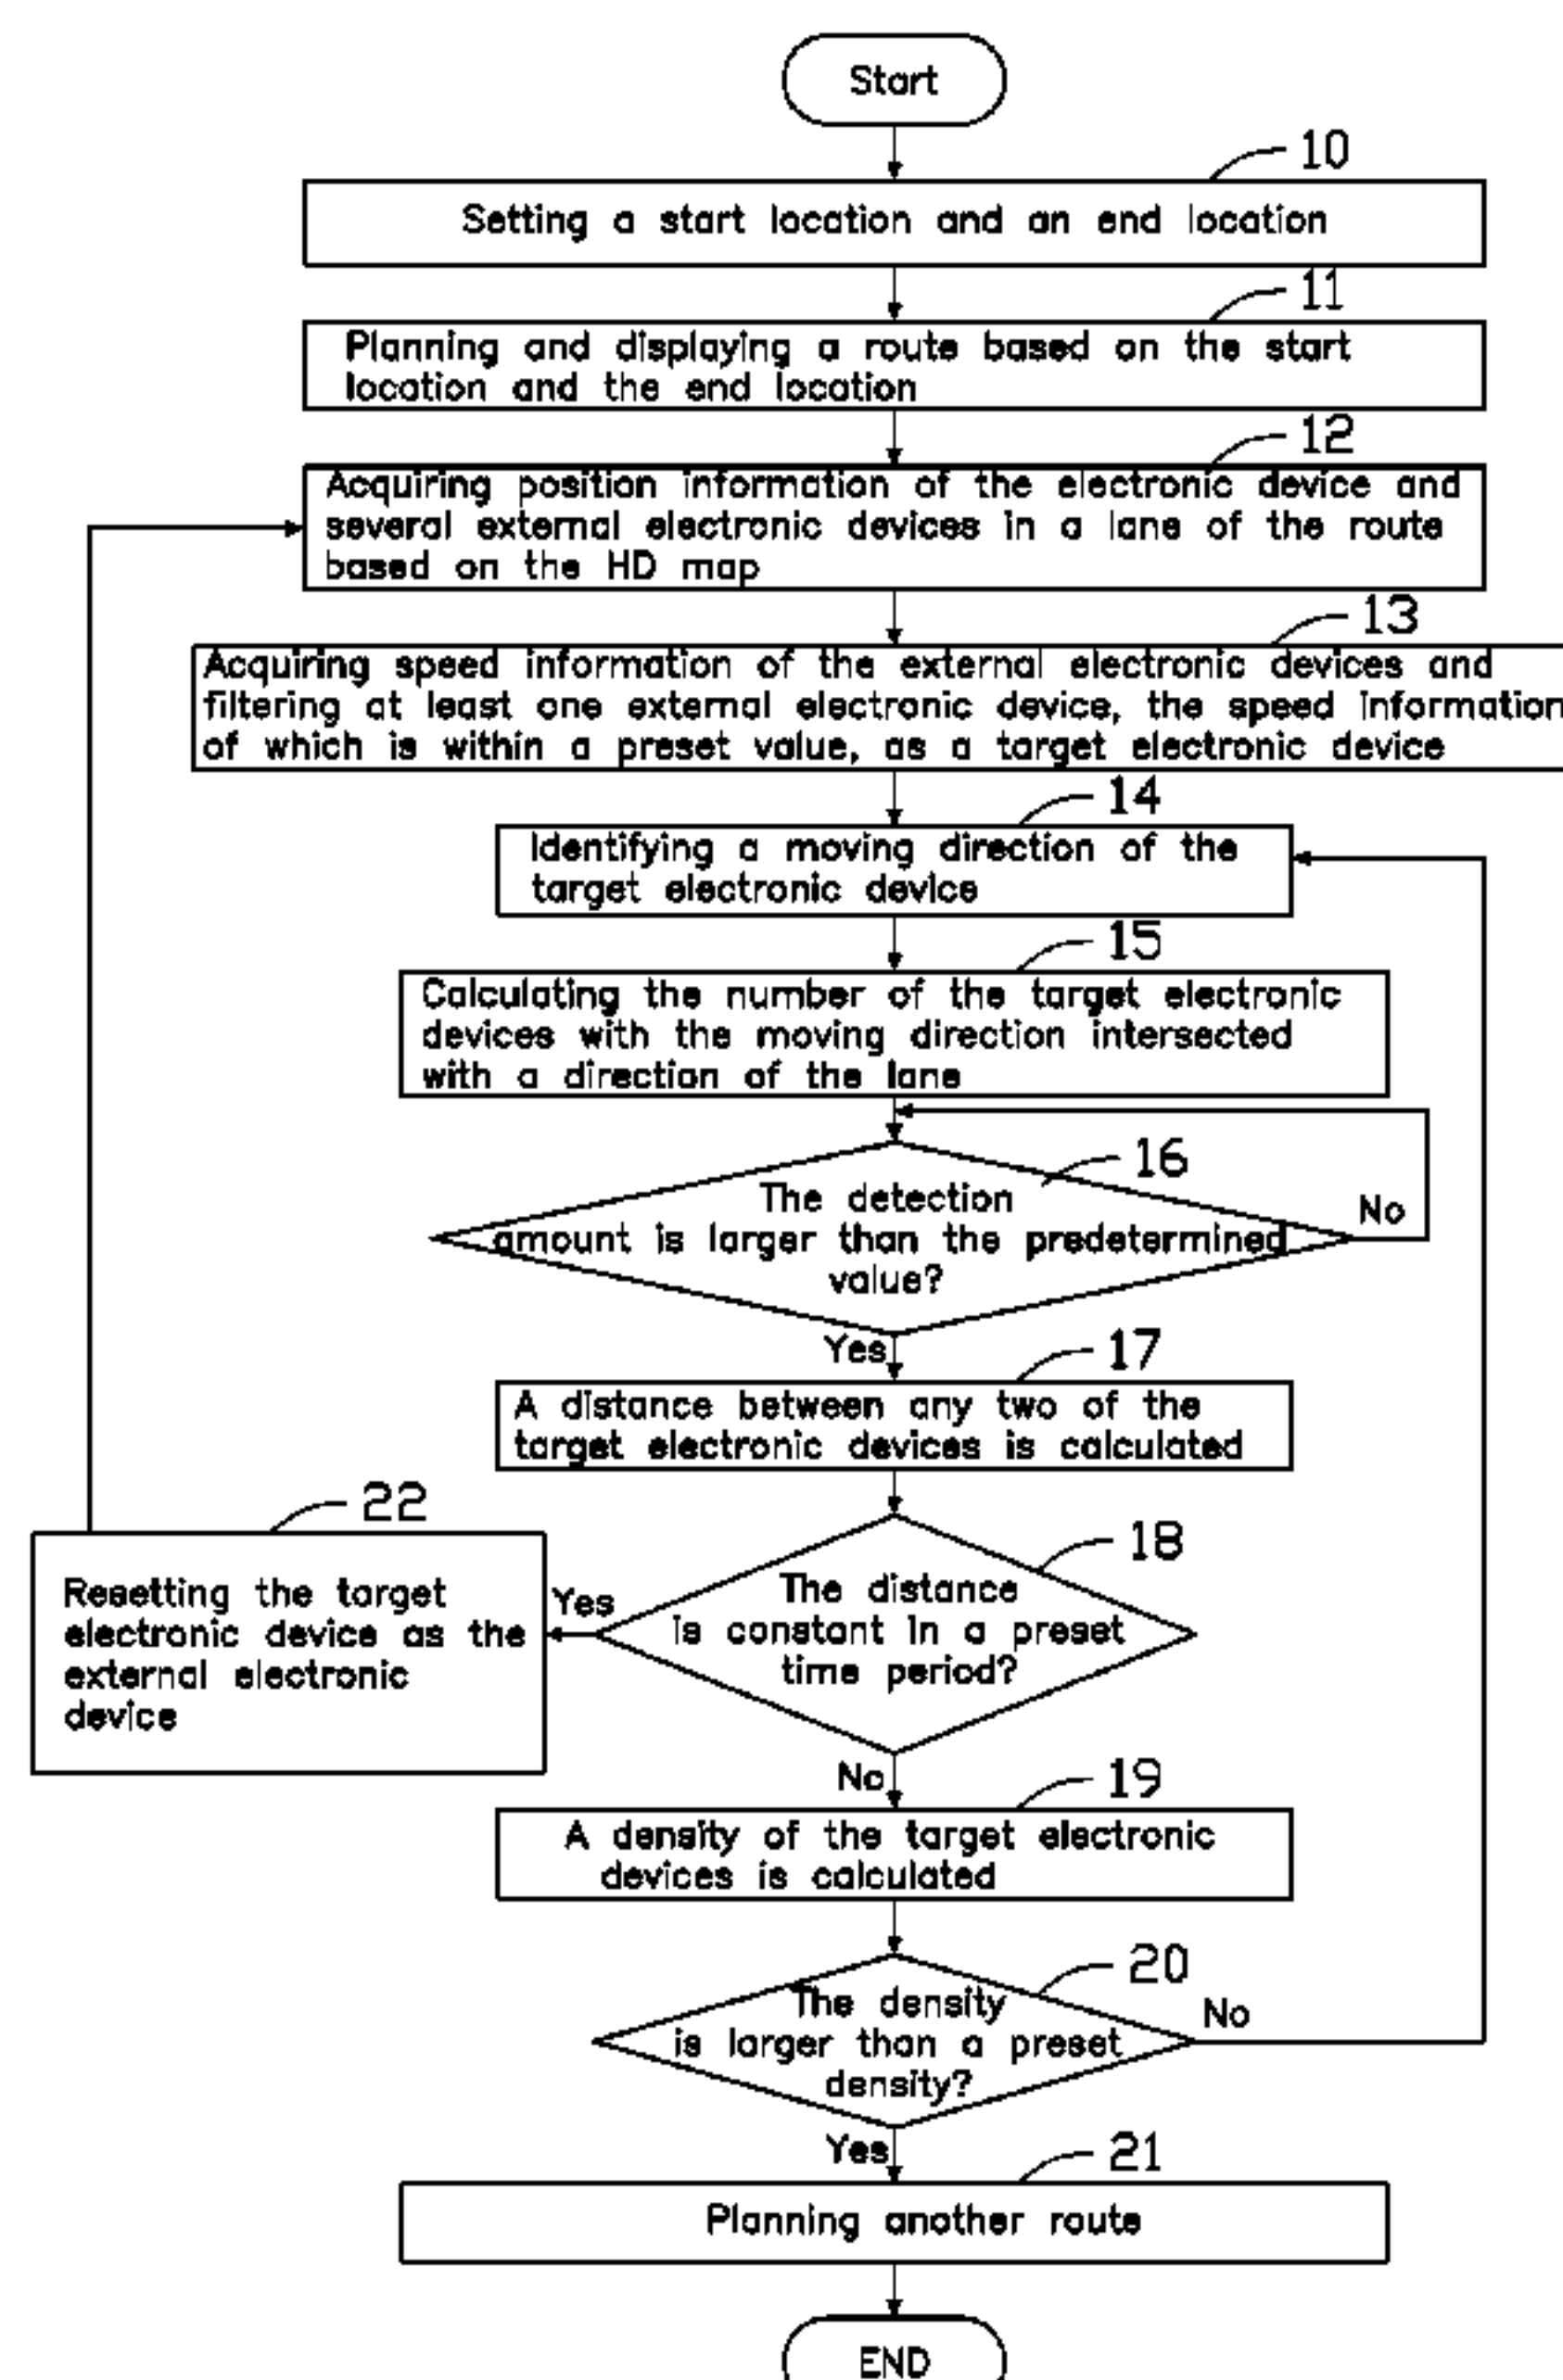 Start
10
Setting a start location and an end location
11
Planning and displaying a route based on the start
location and the end location
12
Acquiring position information of the electronic device and
several external electronic devices in a lane of the route
based on the HD map
13
Acquiring speed information of the external electronic devices and
filtering at least one external electronic device, the speed information
of which is within a preset value, as a target electronic device
14
Identifying a moving direction of the
target electronic device
15
Calculating the number of the target electronic
devices with the moving direction intersected
with a direction of the lane
16
The detection
amount is larger than the predetermined
value?
No
Yes
17
A distance between any two of the
target electronic devices is calculated
18
The distance
is constant in a preset
time period?
Yes
22
Resetting the target
electronic device as the
external electronic
device
No
19
A density of the target electronic
devices is calculated
20
The density
is larger than a preset
density?
No
Yes
21
Planning another route
END